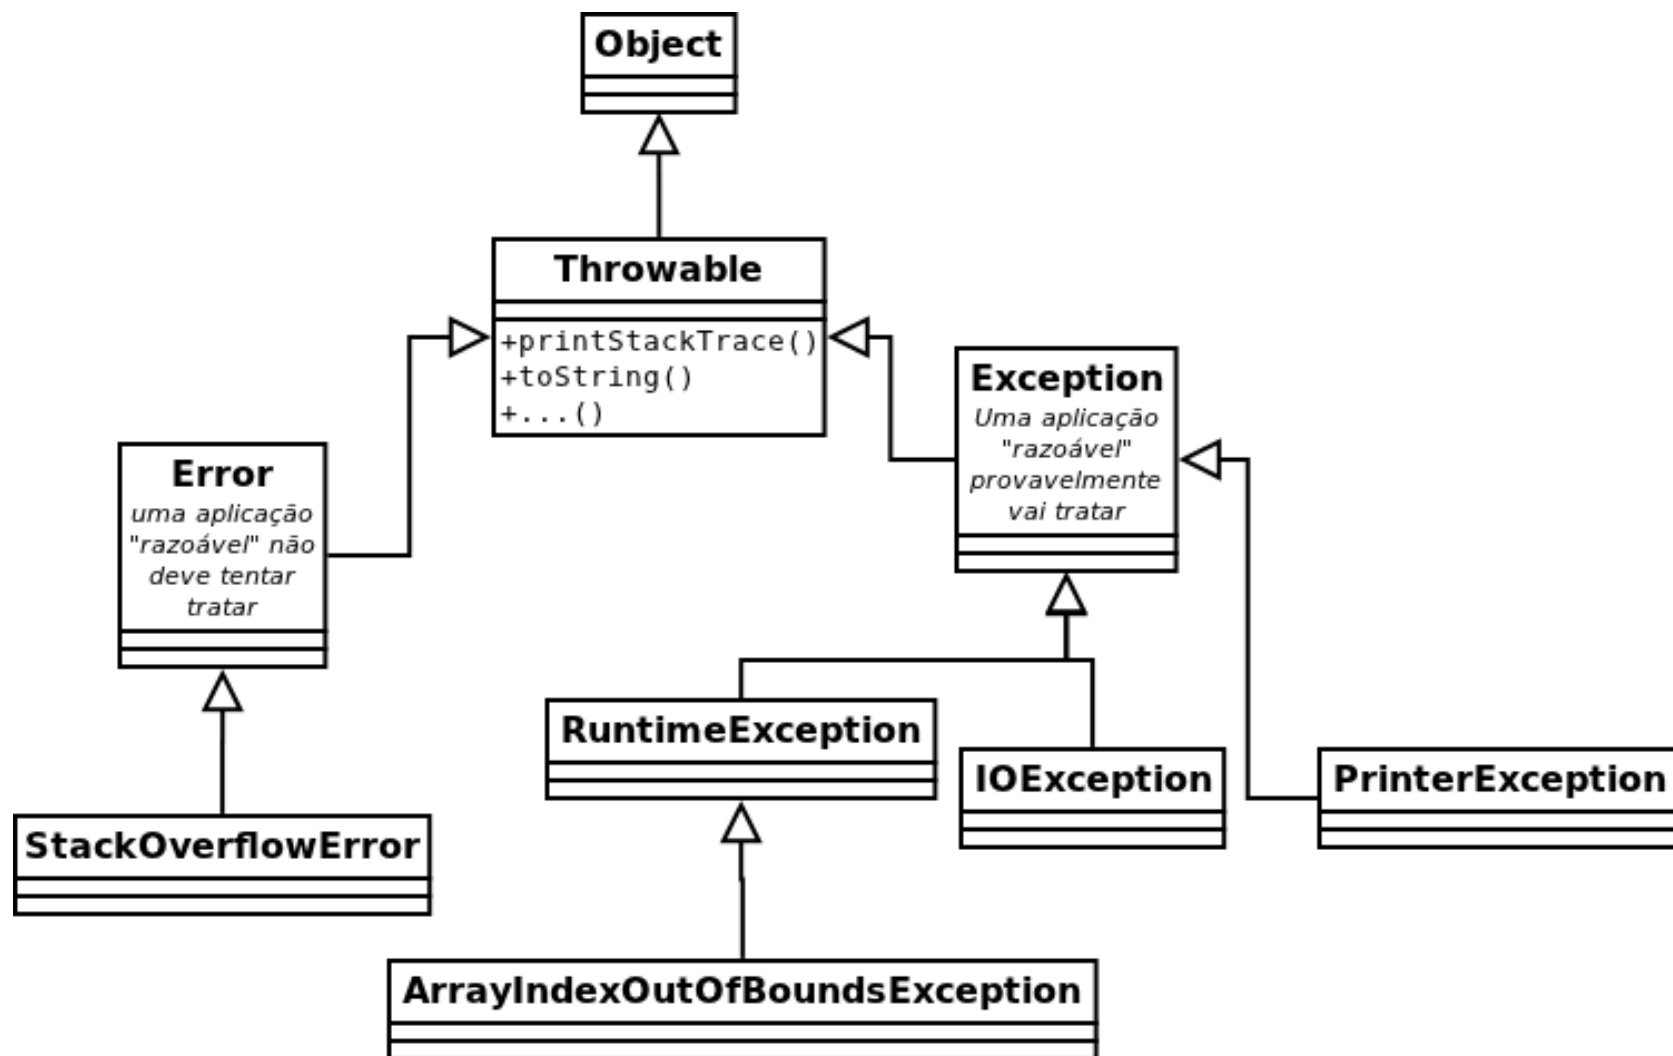 Object
Throwable
+printStackTrace()
+toString()
+...()
Exception
Uma aplicação
"razoável"
provavelmente
vai tratar
Error
uma aplicação
"razoável" não
deve tentar
tratar
RuntimeException
IOException
PrinterException
StackOverflowError
ArrayIndexOutOfBoundsException